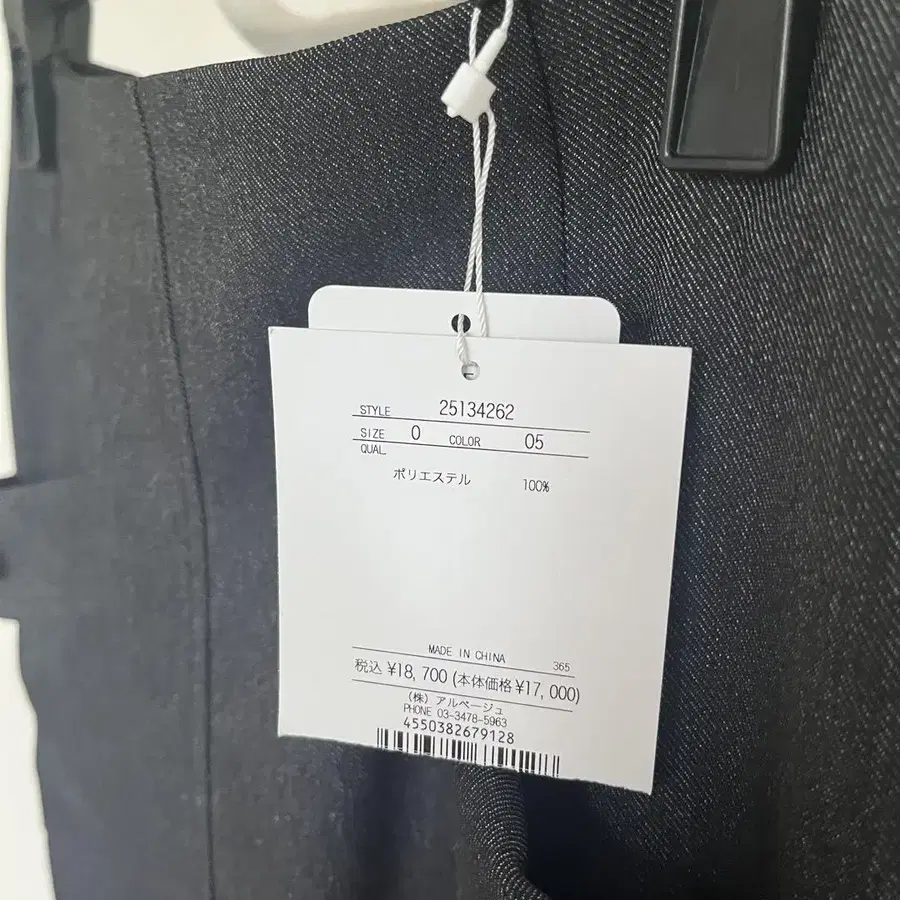 STYLE 25134262
SIZE 0 COLOR 05
QUAL.
ポリエステル 100%
MADE IN CHINA 365
税込 ¥18,700 (本体価格 ¥17,000)
(株) アルページュ
PHONE 03-3478-5963
4550382679128